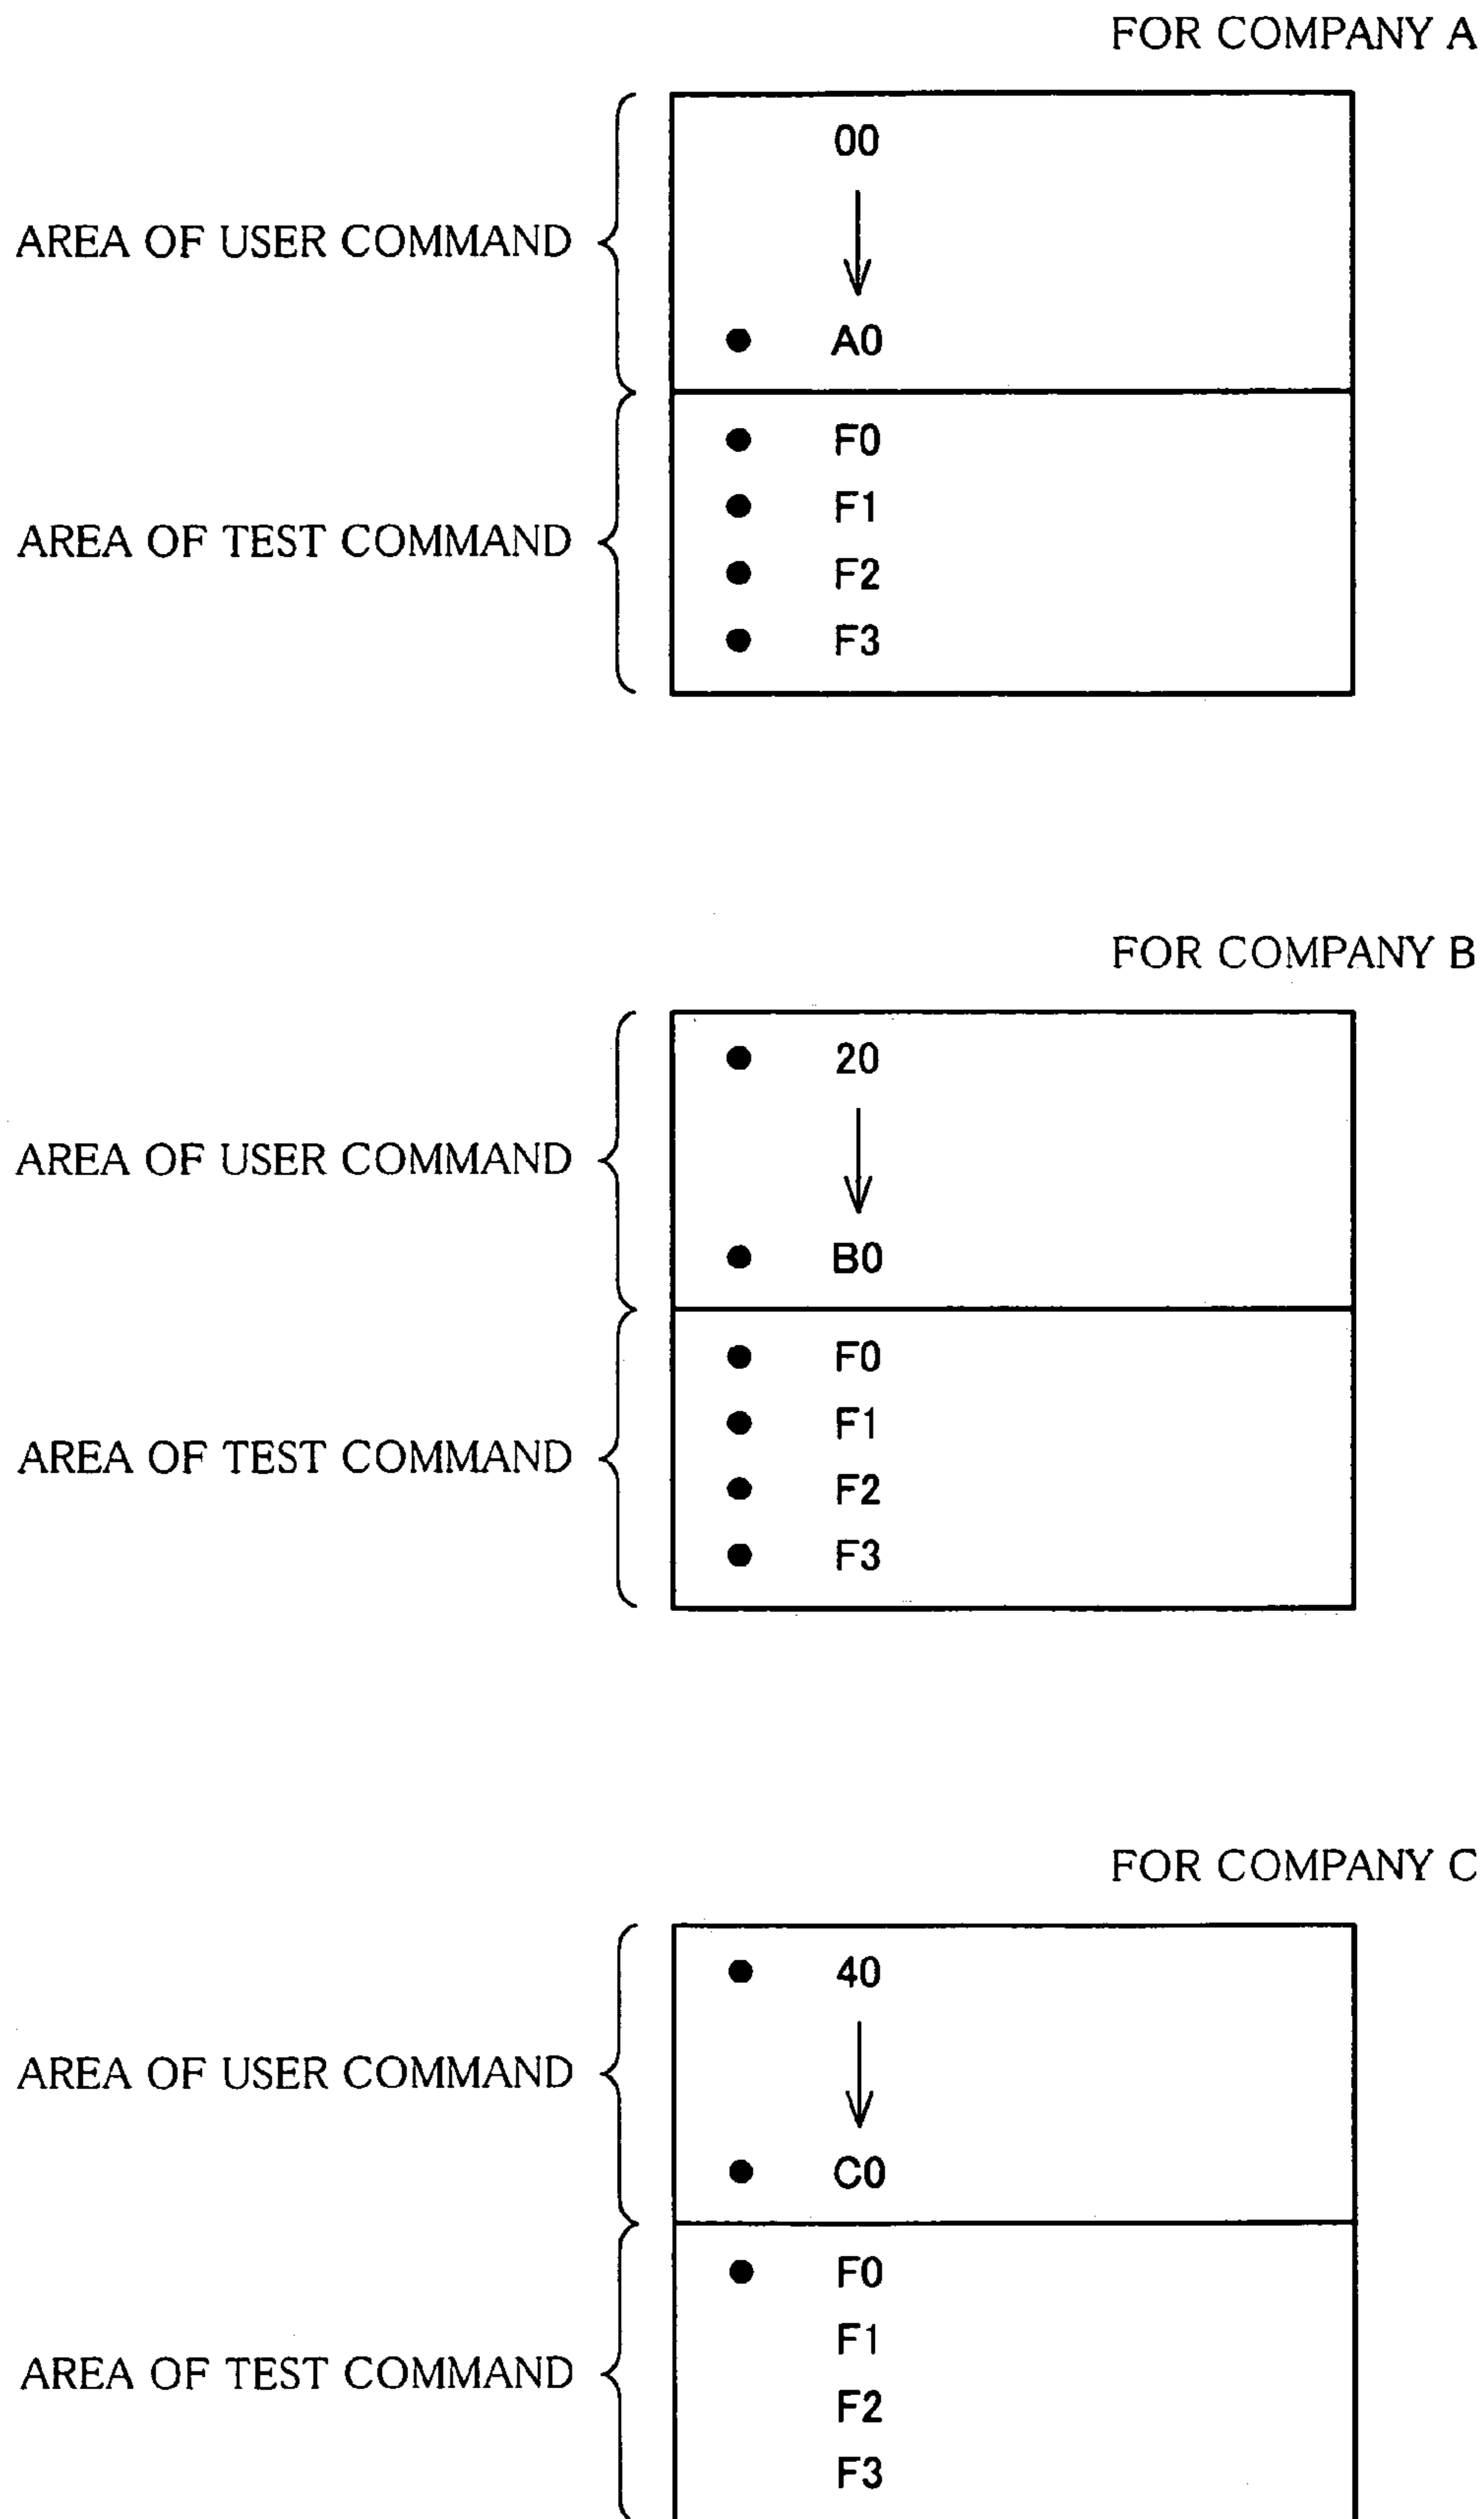 FOR COMPANY A
00
AREA OF USER COMMAND
● A0
● F0
● F1
AREA OF TEST COMMAND
● F2
● F3
FOR COMPANY B
● 20
AREA OF USER COMMAND
● B0
● F0
● F1
AREA OF TEST COMMAND
● F2
● F3
FOR COMPANY C
● 40
AREA OF USER COMMAND
● C0
● F0
F1
AREA OF TEST COMMAND
F2
F3